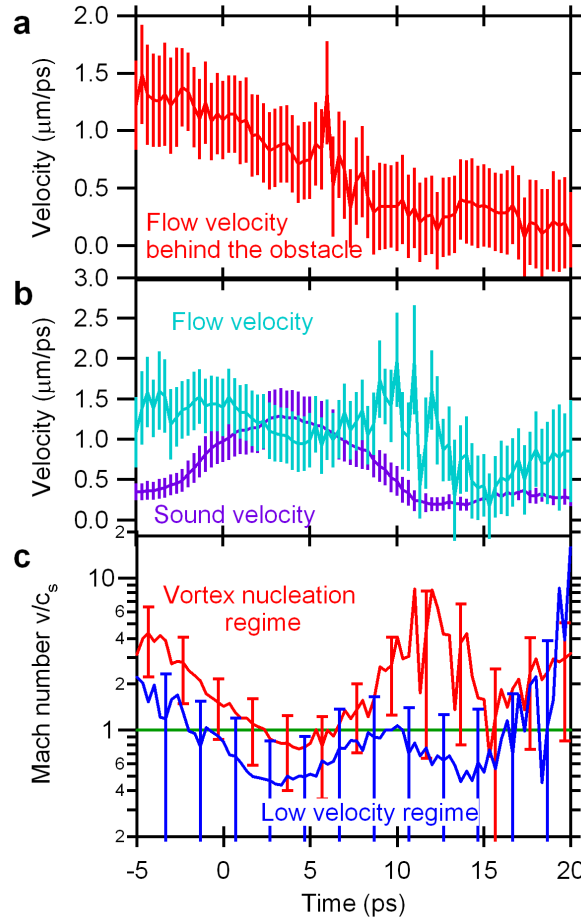 a
2.0
1.5
1.0
0.5
0.0
Velocity (μm/ps)
Flow velocity
behind the obstacle
b
3.0
2.5
2.0
1.5
1.0
0.5
0.0
Velocity (μm/ps)
Flow velocity
Sound velocity
c
2
10
6
4
2
1
6
4
2
Mach number v/cs
Vortex nucleation
regime
Low velocity regime
-5
0
5
10
15
20
Time (ps)